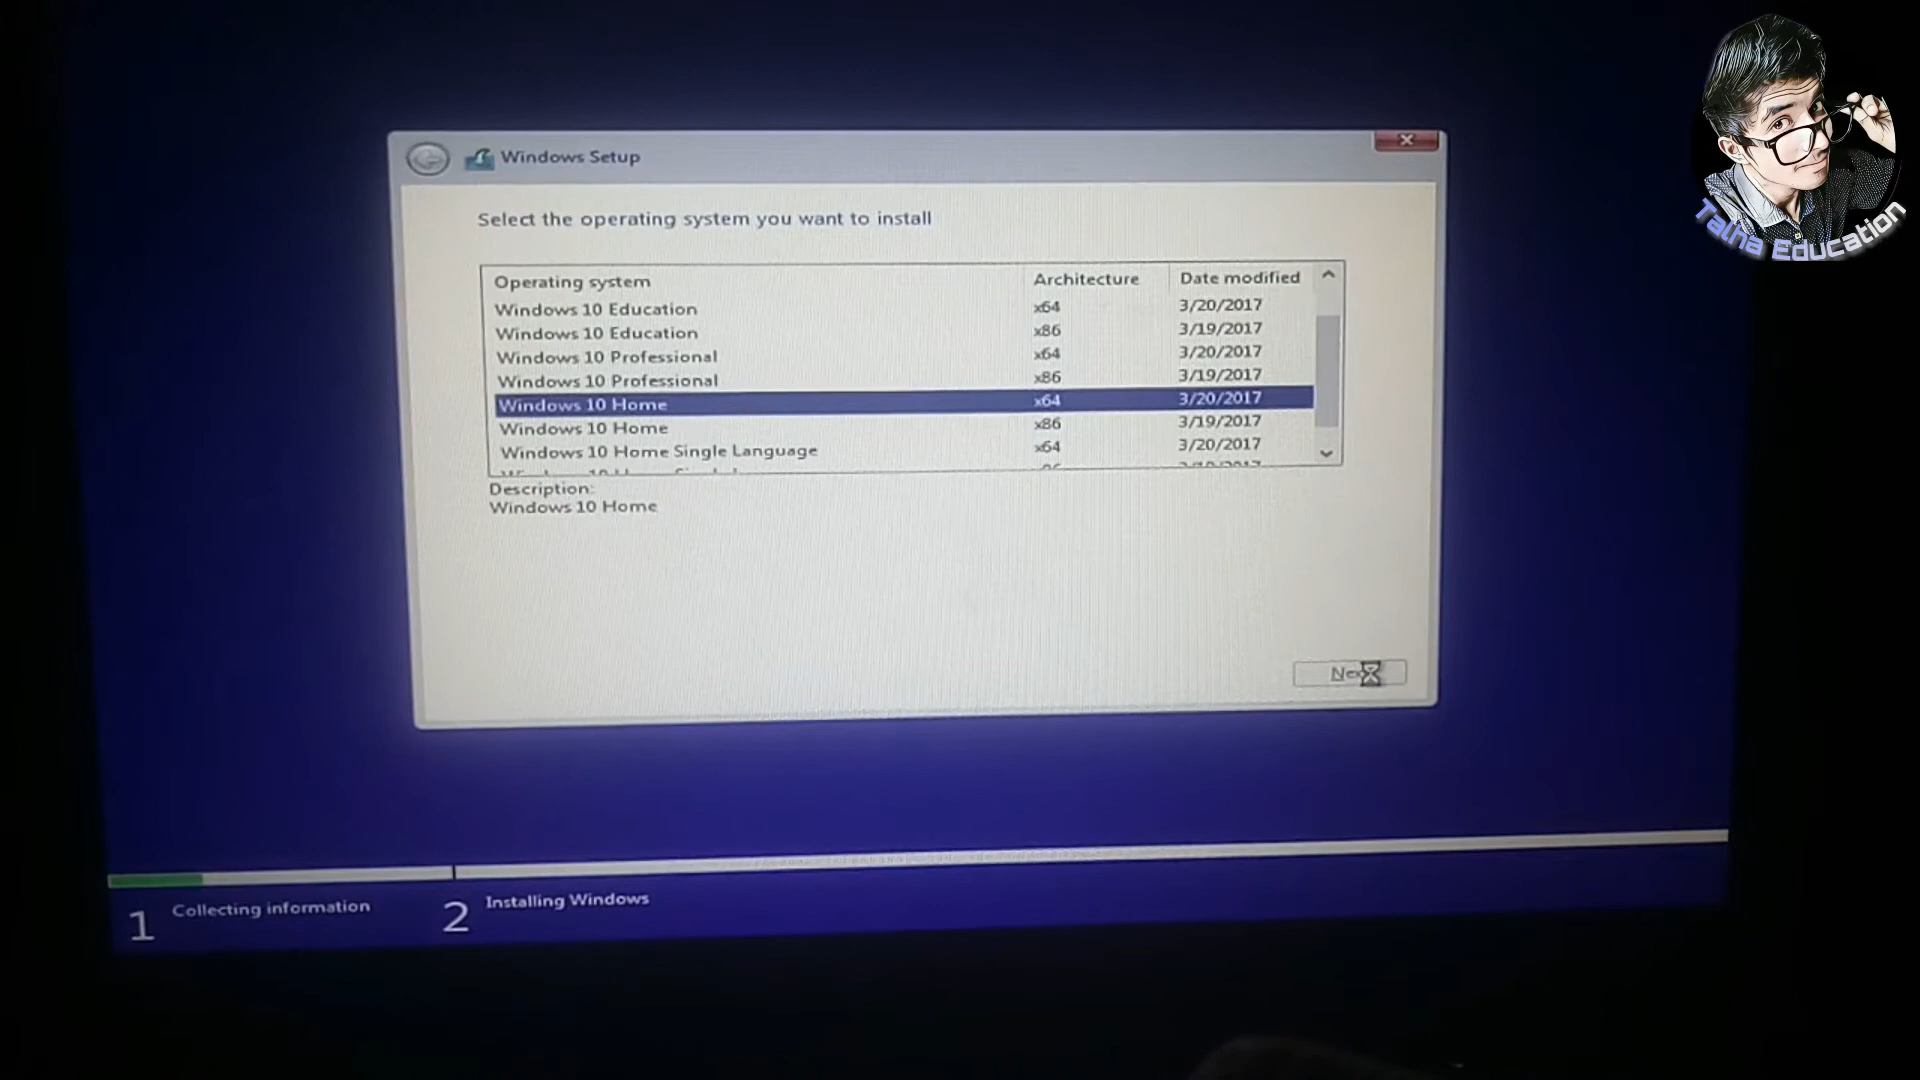 Talha Education
Windows Setup
Select the operating system you want to install
Operating system Architecture Date modified
Windows 10 Education x64 3/20/2017
Windows 10 Education x86 3/19/2017
Windows 10 Professional x64 3/20/2017
Windows 10 Professional x86 3/19/2017
Windows 10 Home x64 3/20/2017
Windows 10 Home x86 3/19/2017
Windows 10 Home Single Language x64 3/20/2017
Description:
Windows 10 Home
1 Collecting information
2 Installing Windows